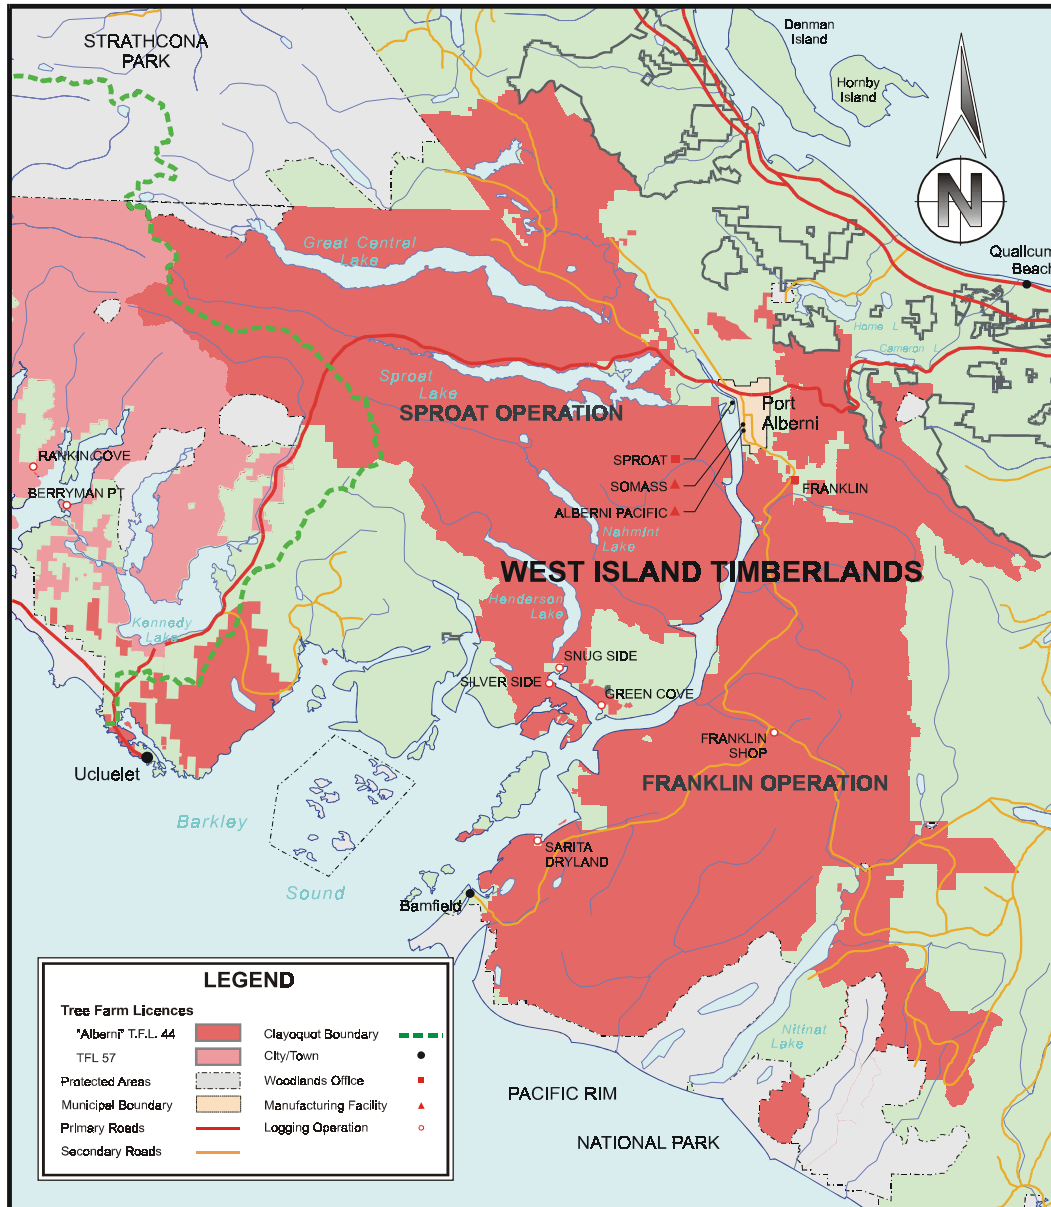 STRATHCONA
PARK
Denman
Island
Hornby
Island
N
Great Central
Lake
Quallcum
Beach
Horne L
Cameron L
Sproat
Lake
SPROAT OPERATION
Port
Alberni
RANKIN COVE
SPROAT
BERRYMAN PT
SOMASS
FRANKLIN
ALBERNI PACIFIC
Nahmint
Lake
WEST ISLAND TIMBERLANDS
Henderson
Lake
Kennedy
Lake
SNUG SIDE
SILVER SIDE
GREEN COVE
FRANKLIN
SHOP
Ucluelet
FRANKLIN OPERATION
Barkley
Sound
SARITA
DRYLAND
Bamfield
Nitinat
Lake
PACIFIC RIM
NATIONAL PARK
LEGEND
Tree Farm Licences
"Alberni" T.F.L. 44
TFL 57
Protected Areas
Municipal Boundary
Primary Roads
Secondary Roads
Clayoquot Boundary
City/Town
Woodlands Office
Manufacturing Facility
Logging Operation